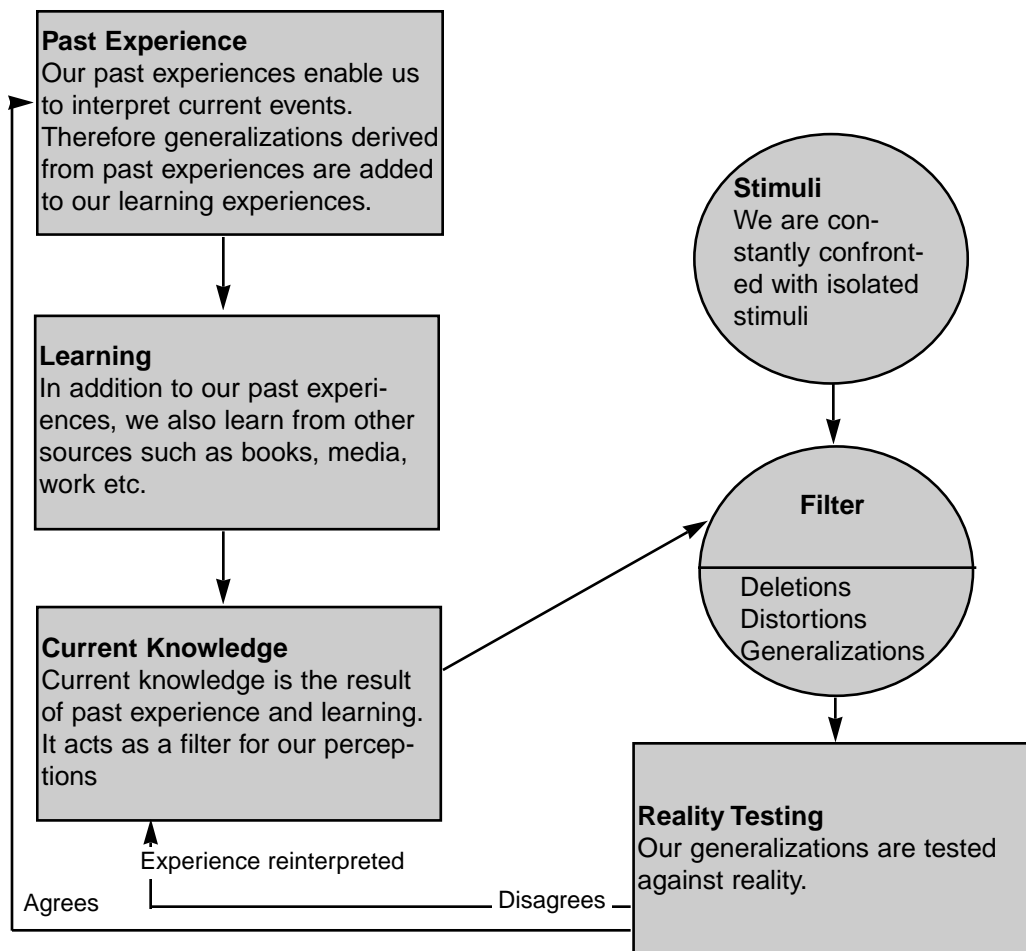 Past Experience
Our past experiences enable us
to interpret current events.
Therefore generalizations derived
from past experiences are added
to our learning experiences.
Stimuli
We are con-
stantly confront-
ed with isolated
stimuli
Learning
In addition to our past experi-
ences, we also learn from other
sources such as books, media,
work etc.
Filter
Deletions
Distortions
Generalizations
Current Knowledge
Current knowledge is the result
of past experience and learning.
It acts as a filter for our percep-
tions
Reality Testing
Our generalizations are tested
against reality.
Experience reinterpreted
Disagrees
Agrees